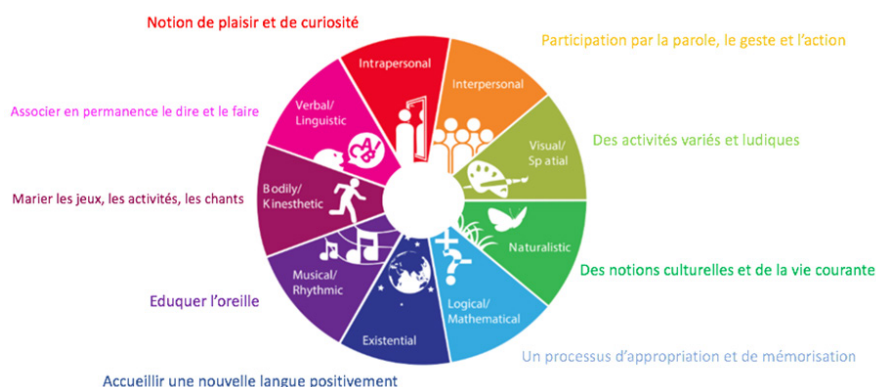 Notion de plaisir et de curiosité
Participation par la parole, le geste et l'action
Intrapersonal
Interpersonal
Associer en permanence le dire et le faire
Verbal/
Linguistic
Visual/
Spatial
Des activités variés et ludiques
Marier les jeux, les activités, les chants
Bodily/
Kinesthetic
Naturalistic
Des notions culturelles et de la vie courante
Musical/
Rhythmic
Logical/
Mathematical
Eduquer l'oreille
Existential
Un processus d'appropriation et de mémorisation
Accueillir une nouvelle langue positivement